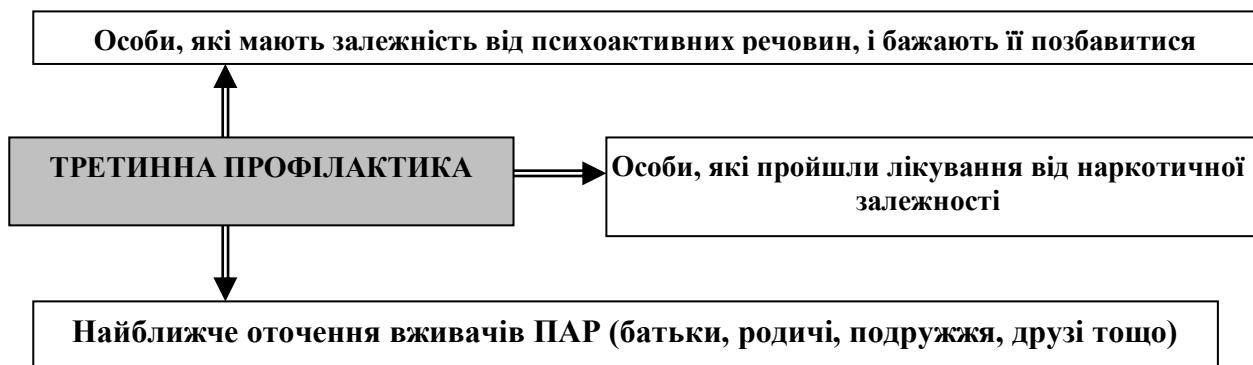 Особи, які мають залежність від психоактивних речовин, і бажають її позбавитися
ТРЕТИННА ПРОФІЛАКТИКА
Особи, які пройшли лікування від наркотичної
залежності
Найближче оточення вживачів ПАР (батьки, родичі, подружжя, друзі тощо)